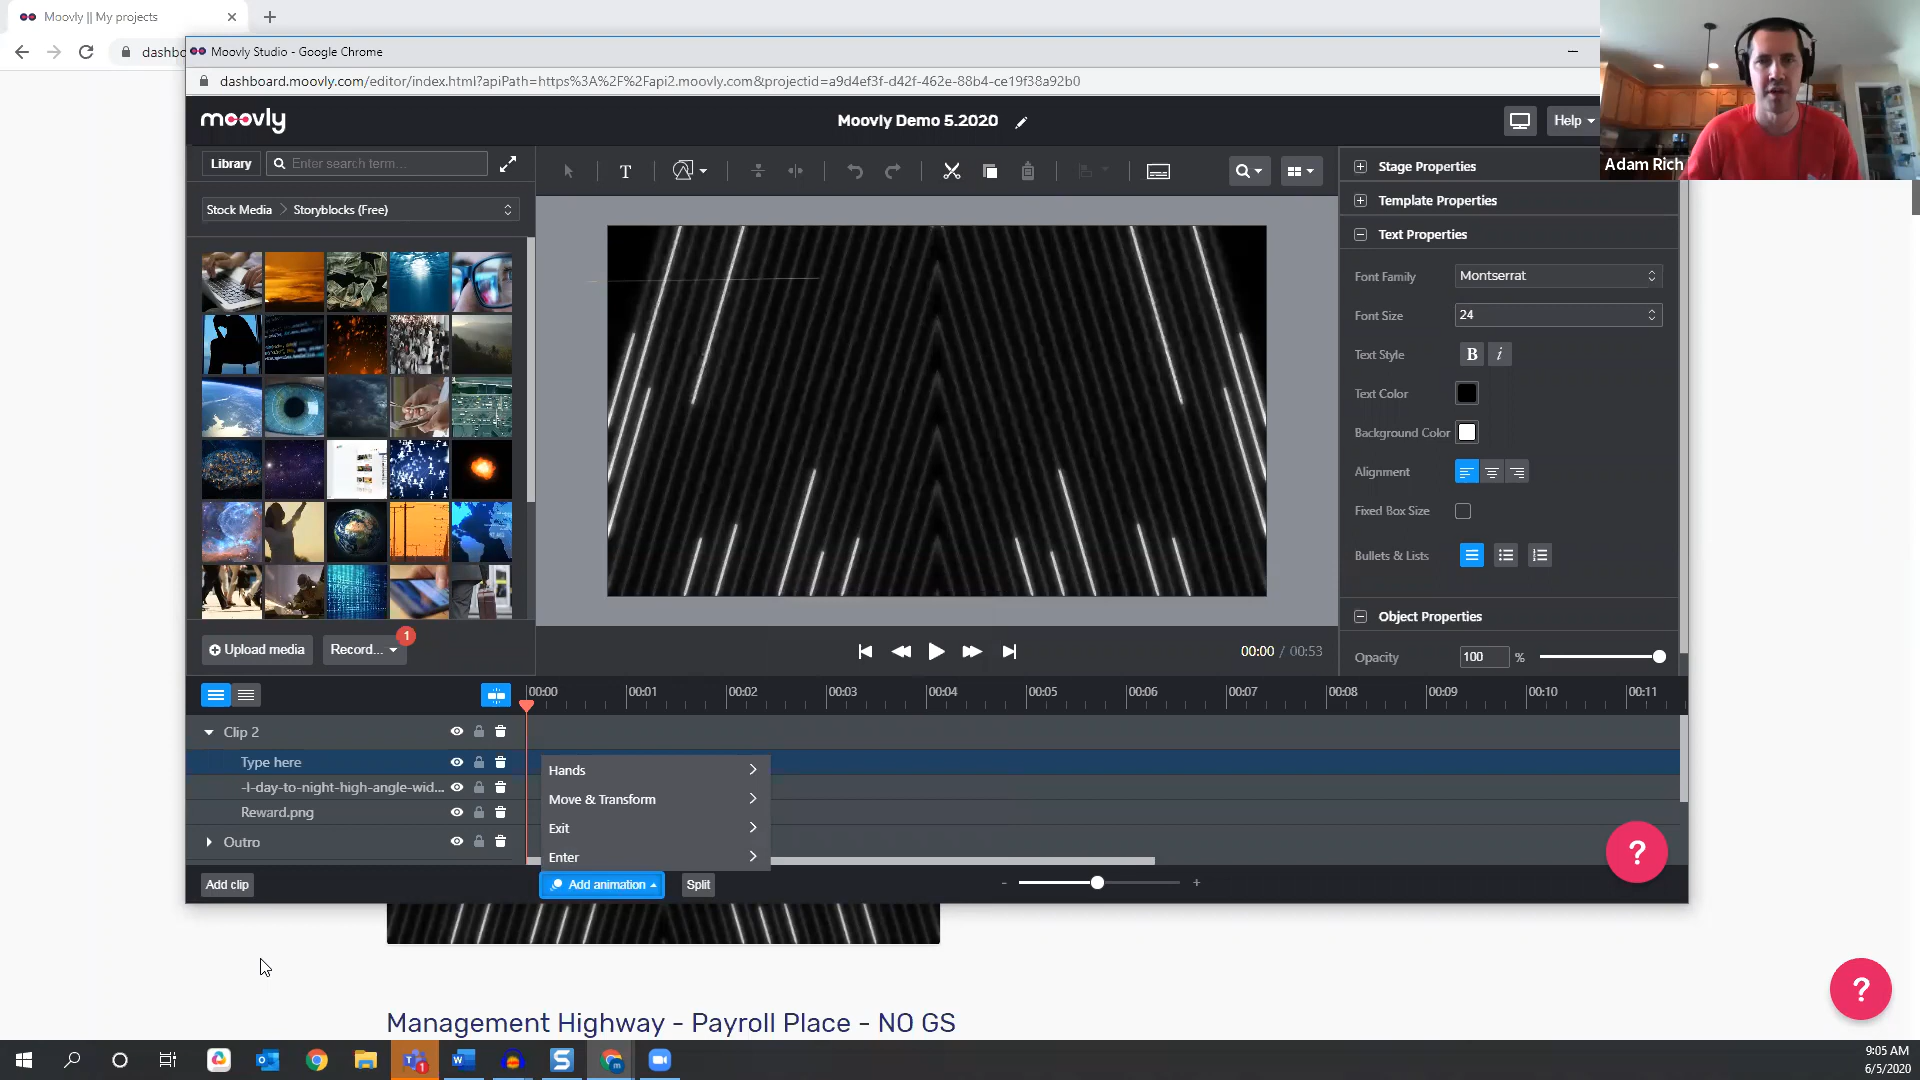 Moovly || My projects
dashbo
Moovly Studio - Google Chrome
dashboard.moovly.com/editor/index.html?apiPath=https%3A%2F%2Fapi2.moovly.com&projectid=a9d4ef3f-d42f-462e-88b4-ce19f38a92b0
moovly
Moovly Demo 5.2020
Help
Adam Rich
Library
Enter search term...
T
Stock Media > Storyblocks (Free)
Stage Properties
Template Properties
Text Properties
Font Family
Montserrat
Font Size
24
Text Style
B i
Text Color
Background Color
Alignment
Fixed Box Size
Bullets & Lists
Object Properties
Opacity
100 %
Upload media
Record...
1
00:00 / 00:53
00:00 00:01 00:02 00:03 00:04 00:05 00:06 00:07 00:08 00:09 00:10 00:11
Clip 2
Type here
-I-day-to-night-high-angle-wid...
Reward.png
Outro
Hands
Move & Transform
Exit
Enter
Add clip
Add animation
Split
- +
?
?
Management Highway - Payroll Place - NO GS
9:05 AM
6/5/2020